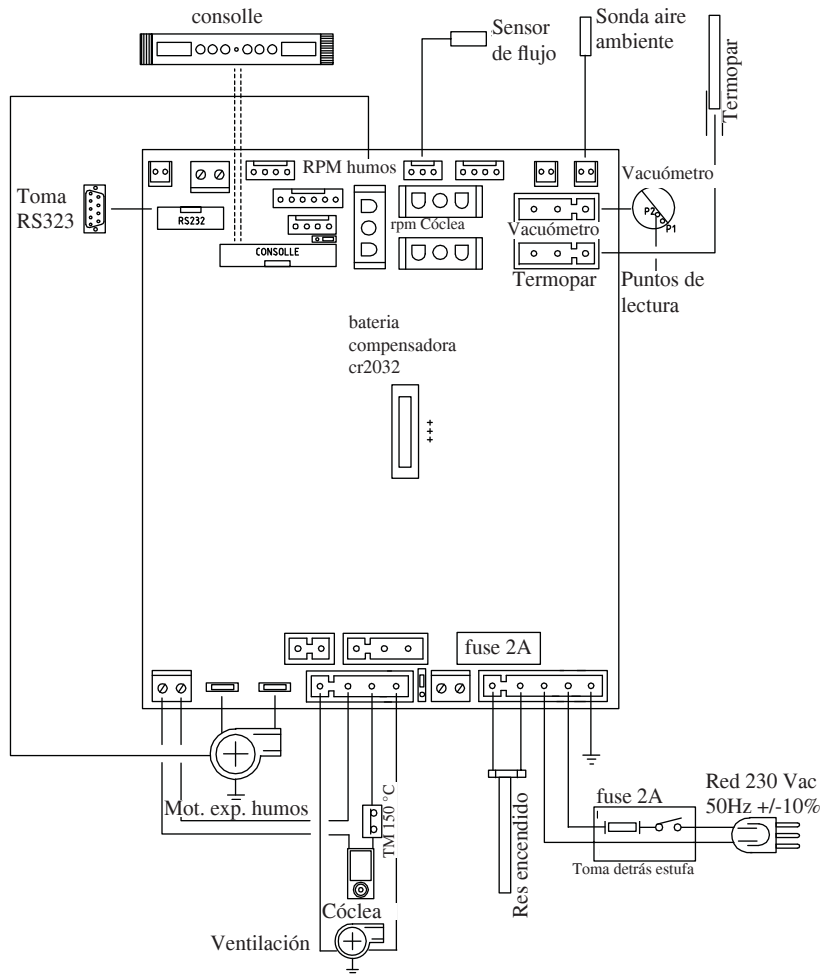 consolle
Sensor
de flujo
Sonda aire
ambiente
Termopar
Toma
RS323
RPM humos
Vacuómetro
P2
P1
RS232
rpm Cóclea
Vacuómetro
CONSOLLE
Termopar
Puntos de
lectura
bateria
compensadora
cr2032
+++
fuse 2A
Mot. exp. humos
TM 150 °C
Cóclea
Ventilación
Res encendido
fuse 2A
Toma detrás estufa
Red 230 Vac
50Hz +/-10%